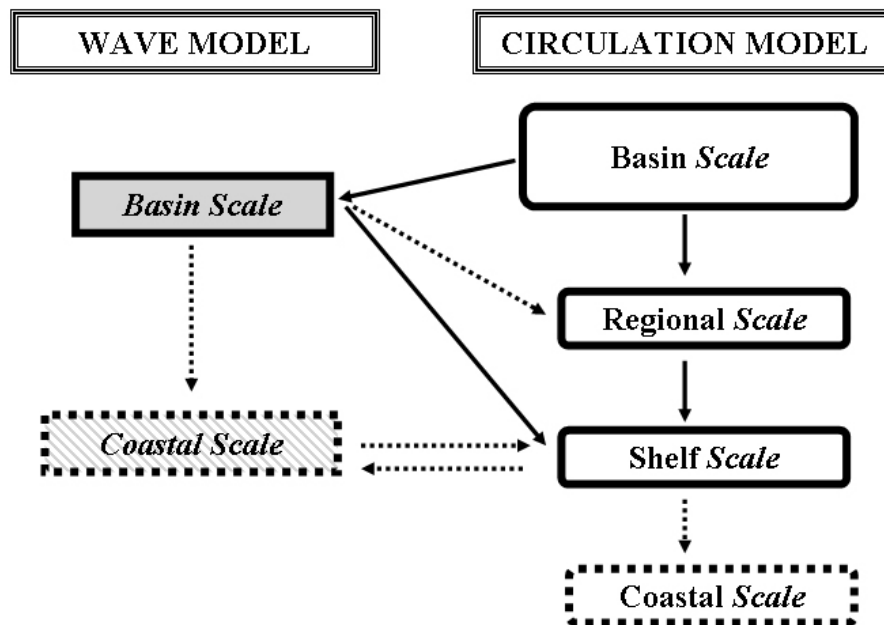 WAVE MODEL
CIRCULATION MODEL
Basin Scale
Basin Scale
Regional Scale
Coastal Scale
Shelf Scale
Coastal Scale